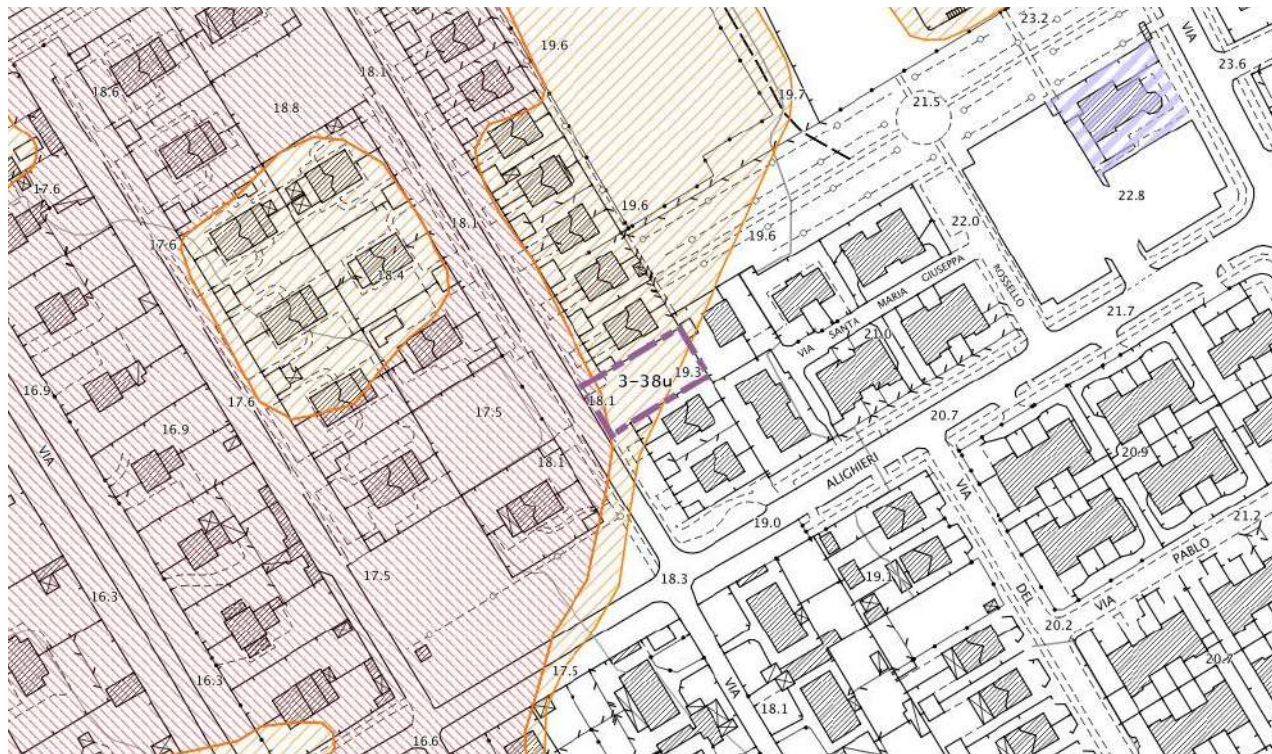 23.2
VIA
19.6
23.6
18.1
18.6
19.7
18.8
21.5
17.6
22.8
19.6
18.1
22.0
17.6
19.6
18.4
GIUSEPPA
ROSSELLO
MARIA
SANTA
VIA
21.7
21.0
19.3
3-38u
16.9
18.1
17.6
17.5
20.7
16.9
VIA
ALIGHIERI
20.9
18.1
VIA
19.0
21.2
PABLO
17.5
18.3
19.1
VIA
DEL
16.3
20.2
20.7
17.5
16.3
VIA
18.1
16.6